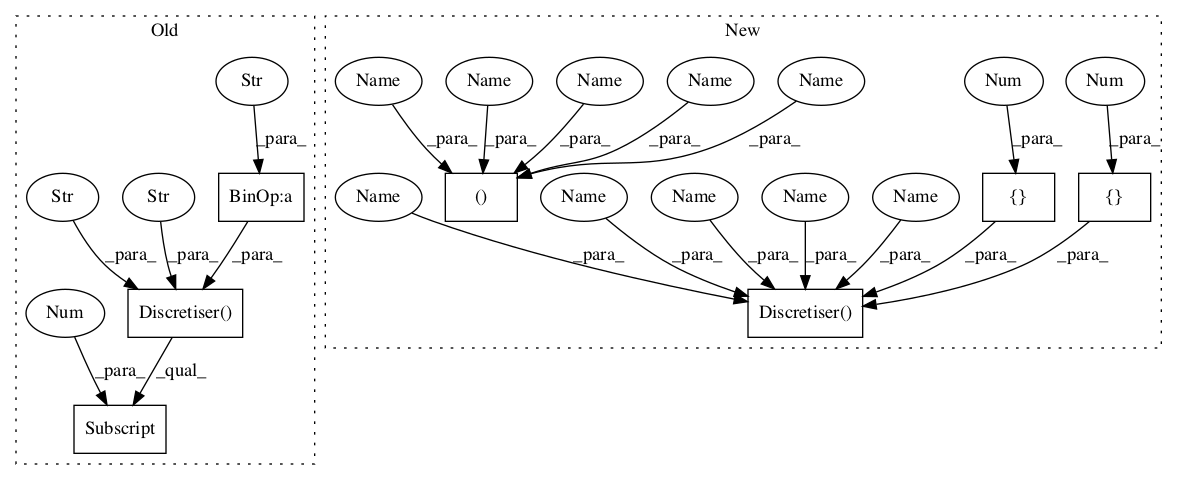 Old
New
Str
Name
Name
Name
Name
Name
Num
Num
_para_
_para_
_para_
_para_
_para_
_para_
_para_
_para_
Str
Str
BinOp:a
Name
()
Name
Name
Name
Name
{}
{}
_para_
_para_
_para_
_para_
_para_
_para_
_para_
_para_
_para_
_para_
Num
Discretiser()
Discretiser()
_para_
_qual_
Subscript